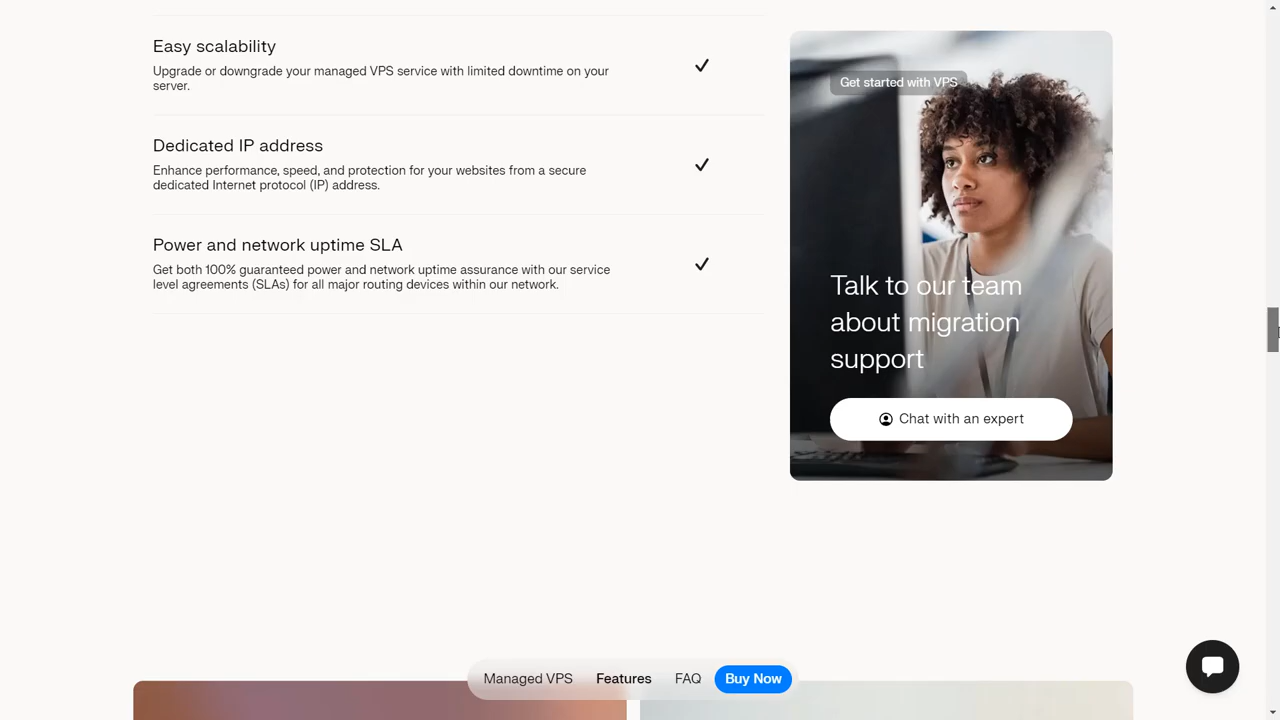 Easy scalability
Upgrade or downgrade your managed VPS service with limited downtime on your
server.
Dedicated IP address
Enhance performance, speed, and protection for your websites from a secure
dedicated Internet protocol (IP) address.
Power and network uptime SLA
Get both 100% guaranteed power and network uptime assurance with our service
level agreements (SLAs) for all major routing devices within our network.
Get started with VPS
Talk to our team
about migration
support
Chat with an expert
Managed VPS
Features
FAQ
Buy Now